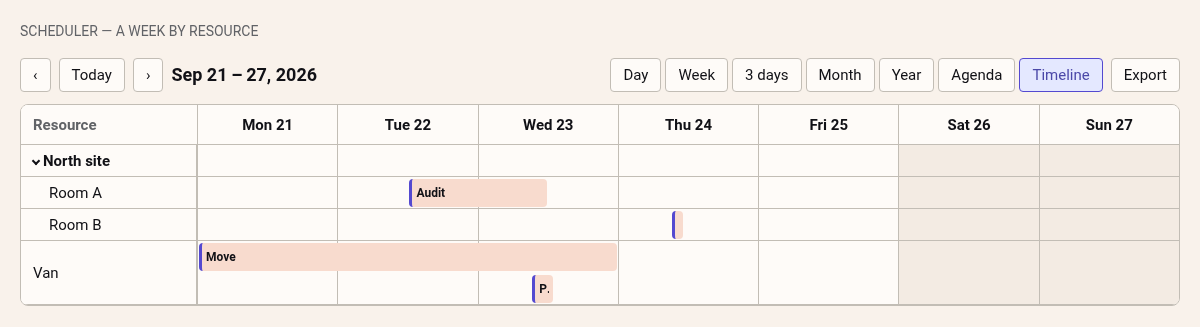 SCHEDULER — A WEEK BY RESOURCE
‹ Today › Sep 21 – 27, 2026 Day Week 3 days Month Year Agenda Timeline Export
Resource Mon 21 Tue 22 Wed 23 Thu 24 Fri 25 Sat 26 Sun 27
North site
Room A Audit
Room B
Move
Van
P.